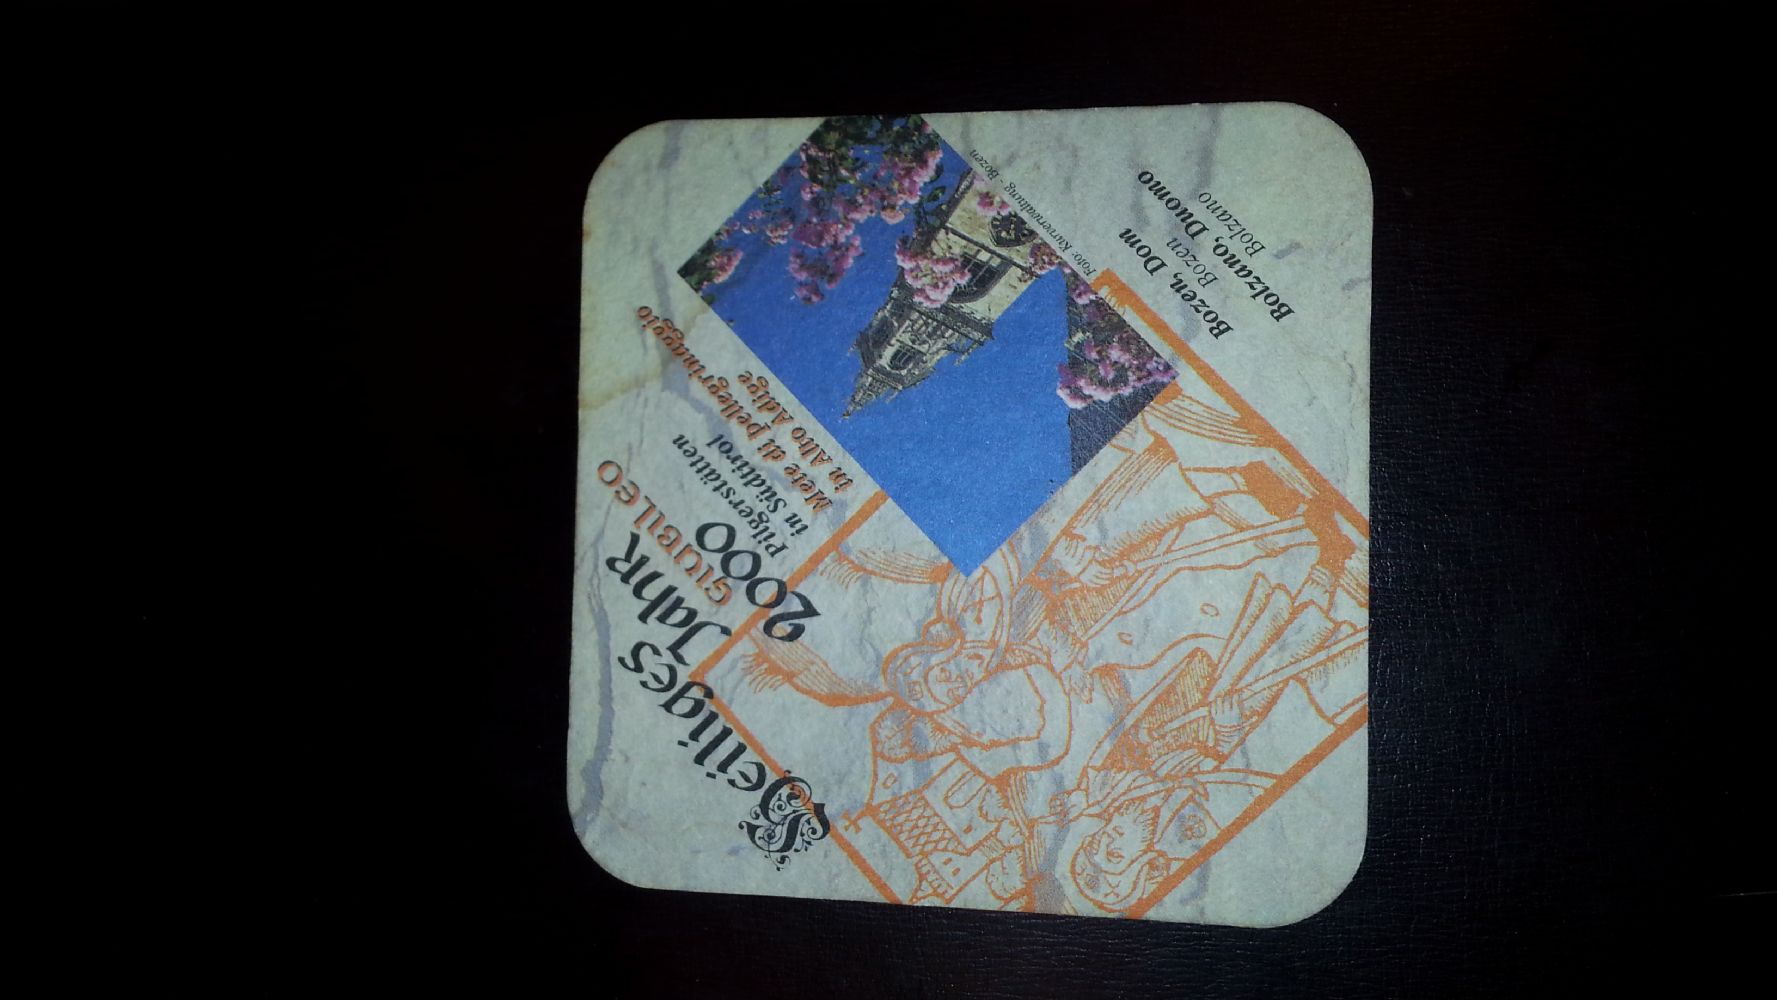 Heiliges
Jahr
GIUBILEO
2000
Pilgerstätten
in Südtirol
Mete di pellegrinaggio
in Alto Adige
Foto: Kurverwaltung - Bozen
Bozen, Dom
Bozen
Bolzano, Duomo
Bolzano